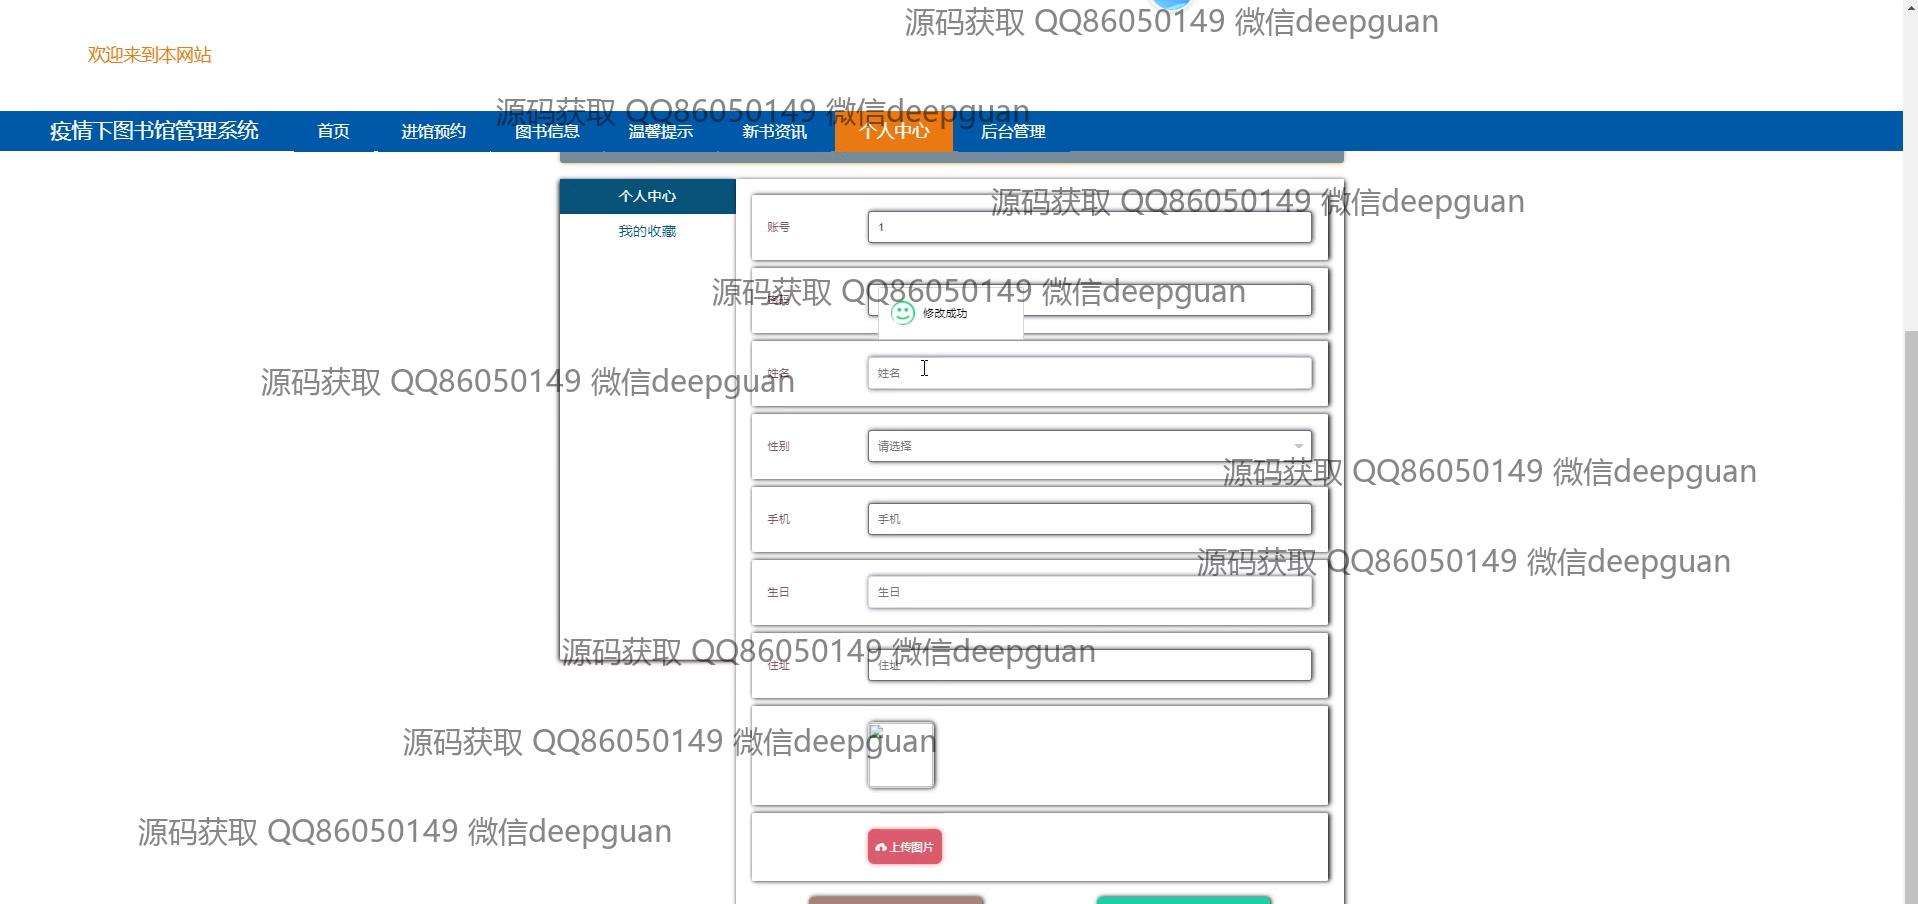 源码获取 QQ86050149 微信deepguan
欢迎来到本网站
源码获取 QQ86050149 微信deepguan
疫情下图书馆管理系统 首页 进馆预约 图书信息 温馨提示 新书资讯 个人中心 后台管理
个人中心
源码获取 QQ86050149 微信deepguan
账号 1
我的收藏
源码获取 QQ86050149 微信deepguan
密码
修改成功
姓名 姓名
源码获取 QQ86050149 微信deepguan
性别 请选择
源码获取 QQ86050149 微信deepguan
手机 手机
源码获取 QQ86050149 微信deepguan
生日 生日
源码获取 QQ86050149 微信deepguan
住址 住址
源码获取 QQ86050149 微信deepguan
源码获取 QQ86050149 微信deepguan
上传图片